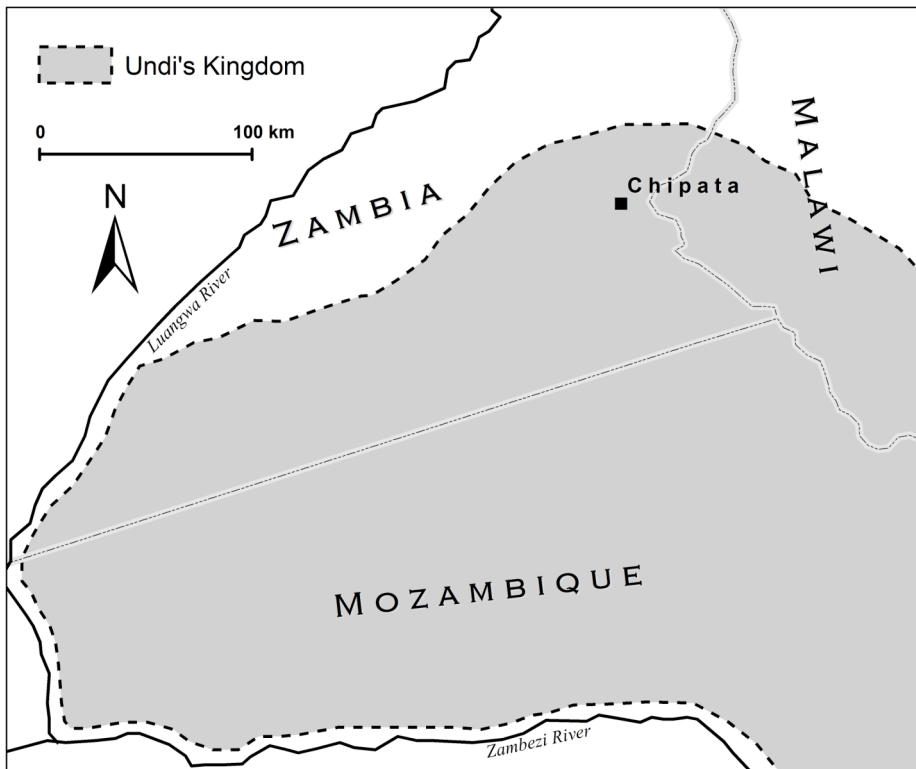 Undi's Kingdom
0 100 km
N
ZAMBIA
MALAWI
Chipata
Luangwa River
MOZAMBIQUE
Zambezi River